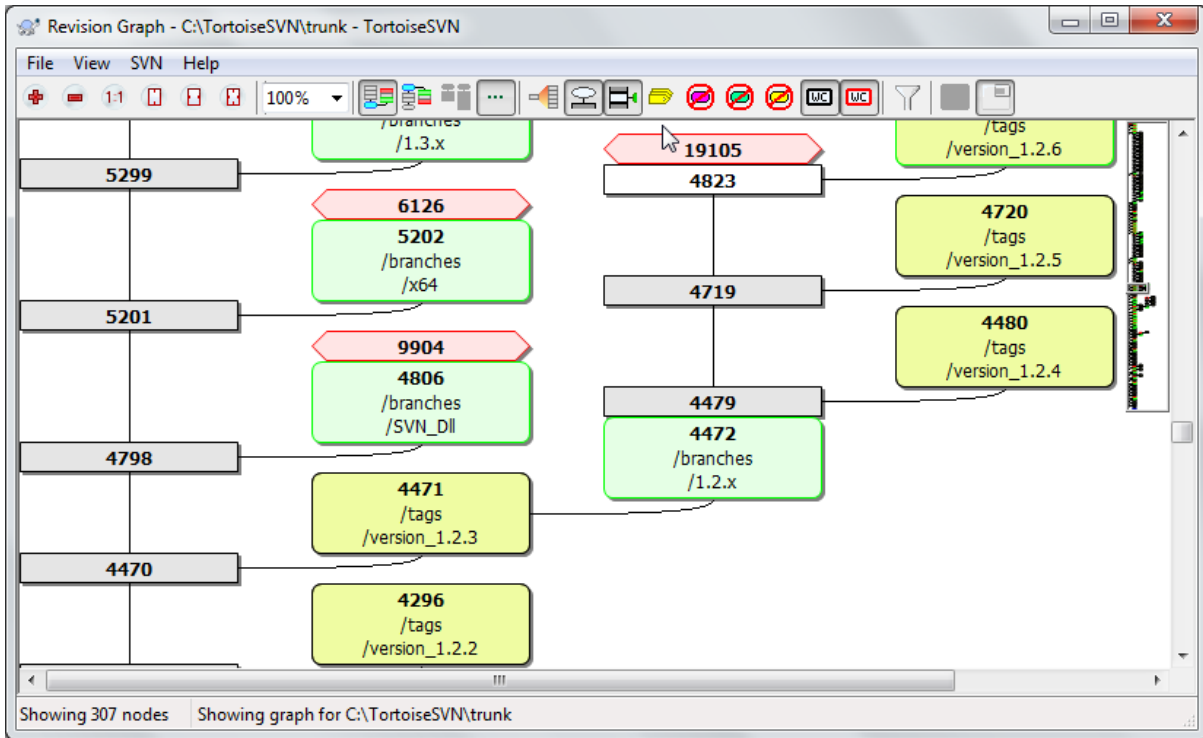 Revision Graph - C:\TortoiseSVN\trunk - TortoiseSVN
File View SVN Help
1:1
100%
WC WC
/branches
/1.3.x
5299
6126
5202
/branches
/x64
5201
9904
4806
/branches
/SVN_Dll
4798
4471
/tags
/version_1.2.3
4470
4296
/tags
/version_1.2.2
19105
4823
4719
4479
4472
/branches
/1.2.x
/tags
/version_1.2.6
4720
/tags
/version_1.2.5
4480
/tags
/version_1.2.4
Showing 307 nodes Showing graph for C:\TortoiseSVN\trunk